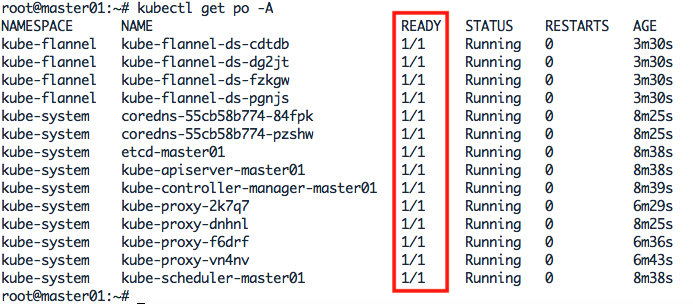 root@master01:~# kubectl get po -A
NAMESPACE NAME READY STATUS RESTARTS AGE
kube-flannel kube-flannel-ds-cdtdb 1/1 Running 0 3m30s
kube-flannel kube-flannel-ds-dg2jt 1/1 Running 0 3m30s
kube-flannel kube-flannel-ds-fzkgw 1/1 Running 0 3m30s
kube-flannel kube-flannel-ds-pgnjs 1/1 Running 0 3m30s
kube-system coredns-55cb58b774-84fpk 1/1 Running 0 8m25s
kube-system coredns-55cb58b774-pzshw 1/1 Running 0 8m25s
kube-system etcd-master01 1/1 Running 0 8m38s
kube-system kube-apiserver-master01 1/1 Running 0 8m38s
kube-system kube-controller-manager-master01 1/1 Running 0 8m39s
kube-system kube-proxy-2k7q7 1/1 Running 0 6m29s
kube-system kube-proxy-dnhnl 1/1 Running 0 8m25s
kube-system kube-proxy-f6drf 1/1 Running 0 6m36s
kube-system kube-proxy-vn4nv 1/1 Running 0 6m43s
kube-system kube-scheduler-master01 1/1 Running 0 8m38s
root@master01:~# _